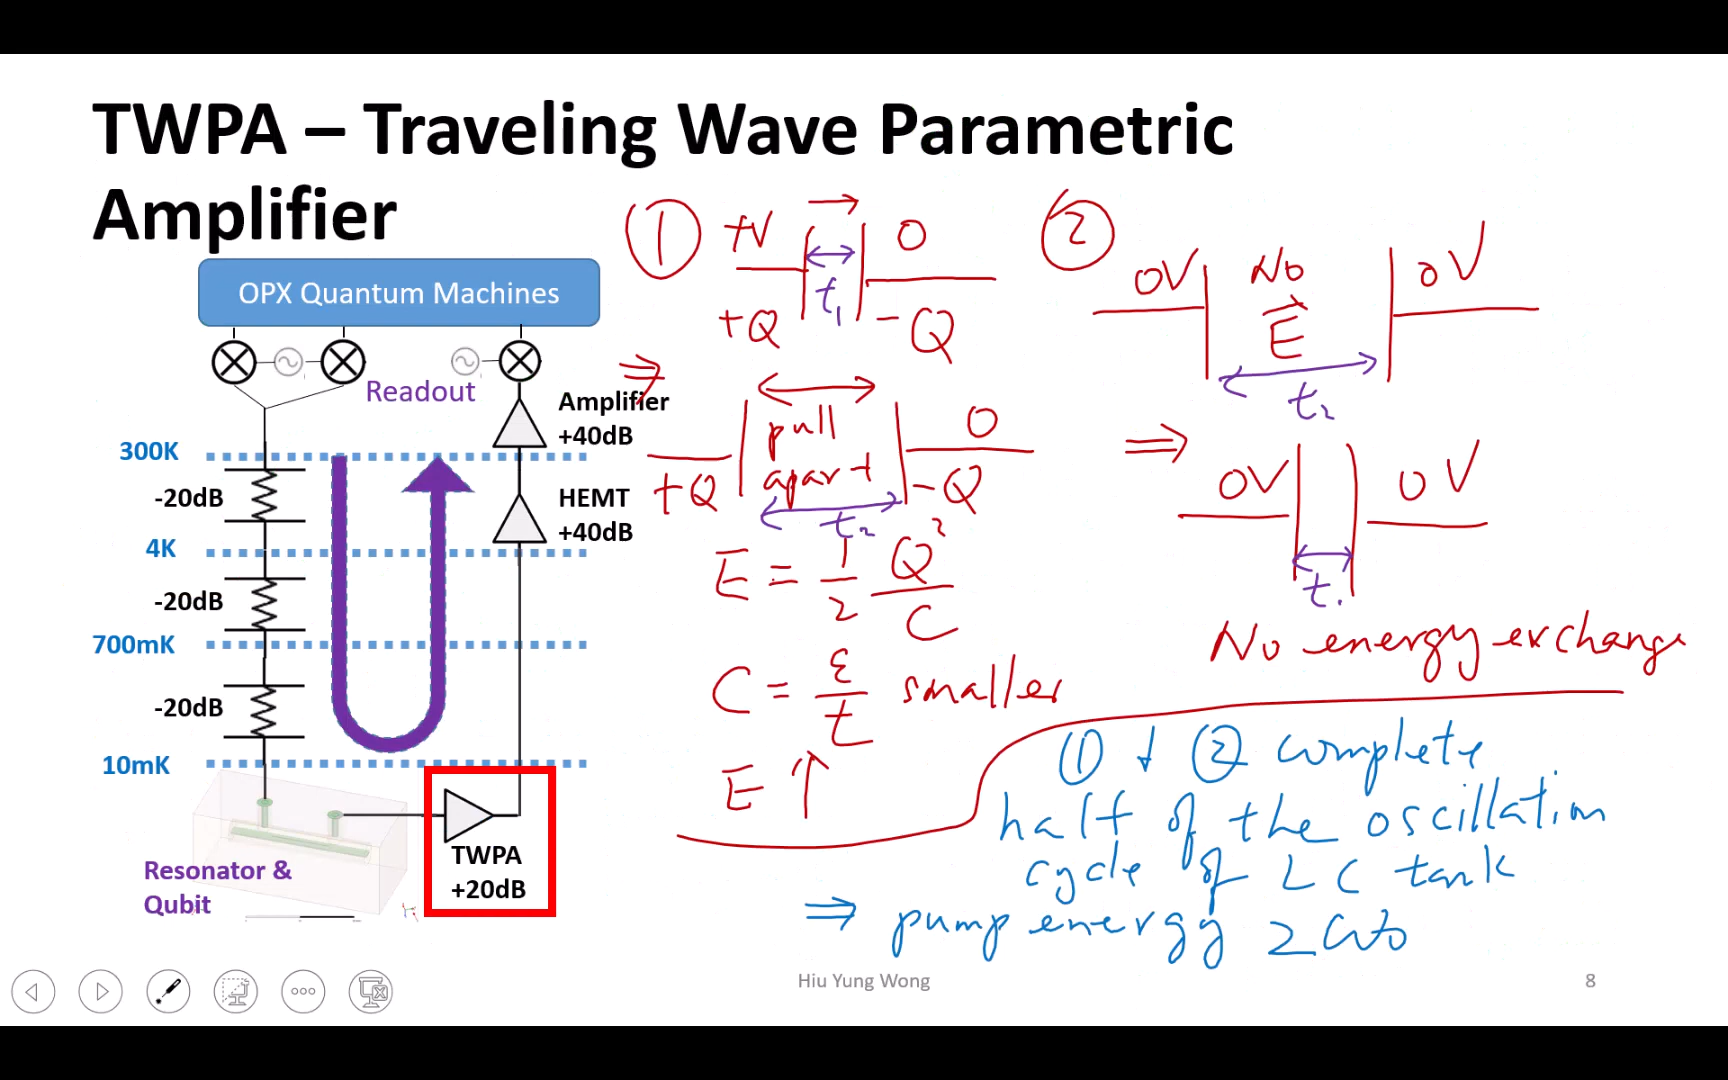 TWPA – Traveling Wave Parametric
Amplifier
OPX Quantum Machines
Readout
Amplifier
+40dB
300K
-20dB
HEMT
+40dB
4K
-20dB
700mK
-20dB
10mK
TWPA
+20dB
Resonator &
Qubit
① +V 0
t₁
+Q -Q
⇒
pull
apart
0
+Q -Q
t₂
E = 1/2 Q²/C
C = ε/t smaller
E ↑
② 0V No 0V
E⃗
t₂
⇒ 0V 0V
t₁
No energy exchange
① + ② complete
half of the oscillation
cycle of LC tank
⇒ pump energy 2ω₀
Hiu Yung Wong
8